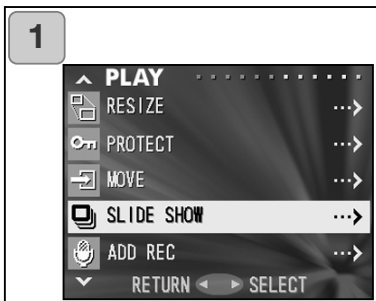 1
PLAY
RESIZE
PROTECT
MOVE
SLIDE SHOW
ADD REC
RETURN SELECT